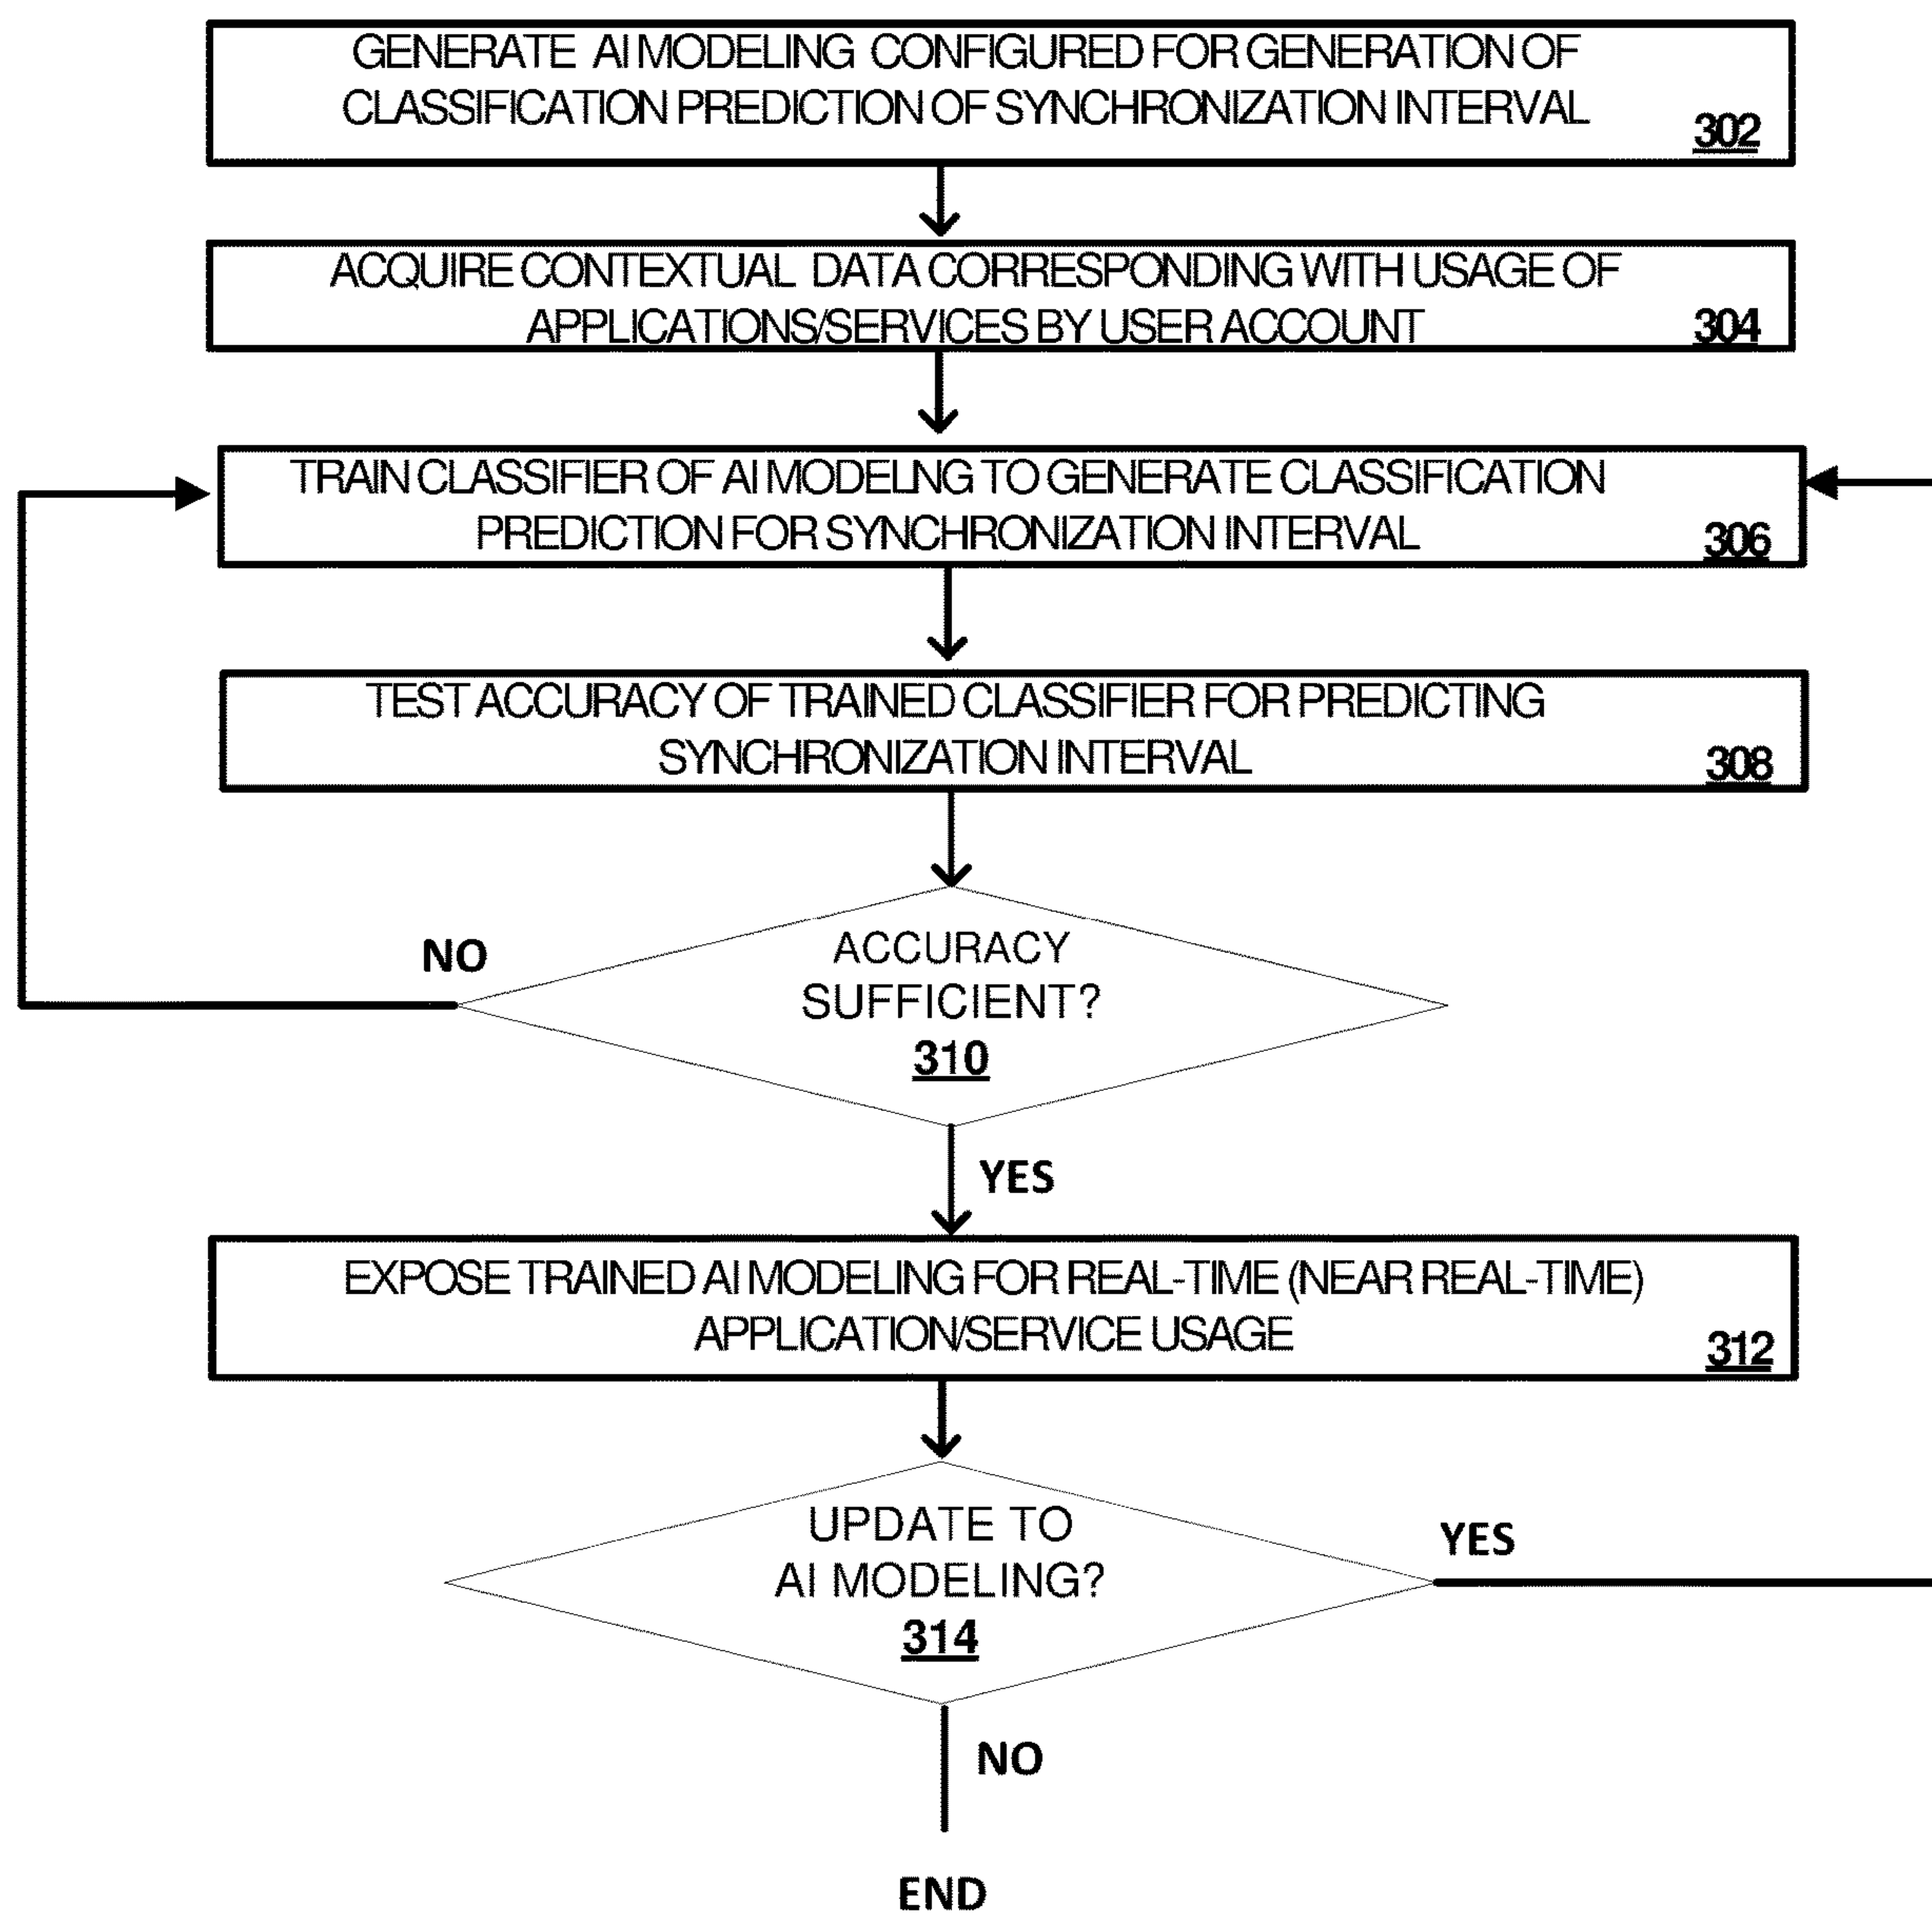 GENERATE AI MODELING CONFIGURED FOR GENERATION OF
CLASSIFICATION PREDICTION OF SYNCHRONIZATION INTERVAL
302
ACQUIRE CONTEXTUAL DATA CORRESPONDING WITH USAGE OF
APPLICATIONS/SERVICES BY USER ACCOUNT
304
TRAIN CLASSIFIER OF AI MODELNG TO GENERATE CLASSIFICATION
PREDICTION FOR SYNCHRONIZATION INTERVAL
306
TEST ACCURACY OF TRAINED CLASSIFIER FOR PREDICTING
SYNCHRONIZATION INTERVAL
308
NO
ACCURACY
SUFFICIENT?
310
YES
EXPOSE TRAINED AI MODELING FOR REAL-TIME (NEAR REAL-TIME)
APPLICATION/SERVICE USAGE
312
UPDATE TO
AI MODELING?
314
YES
NO
END